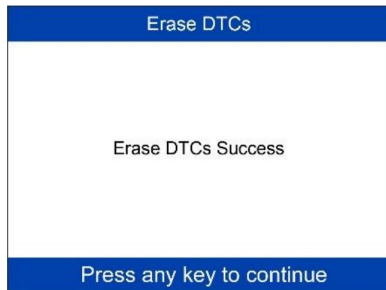 Erase DTCs
Erase DTCs Success
Press any key to continue